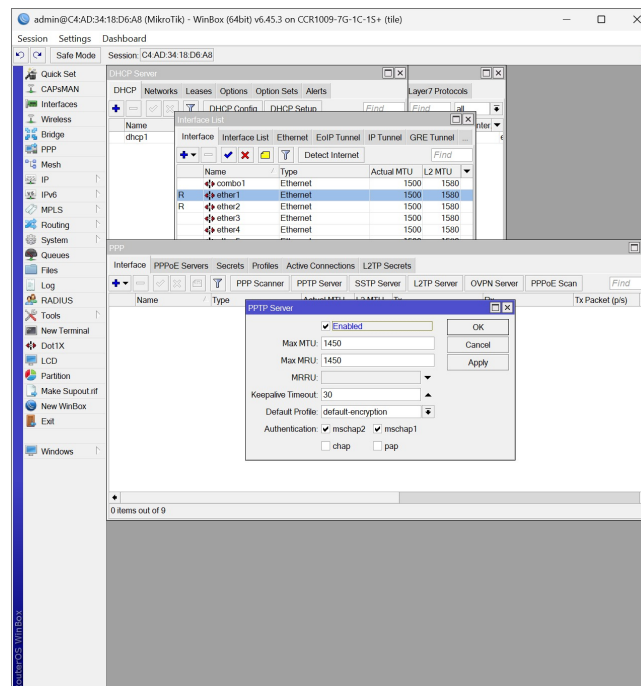 admin@C4:AD:34:18:D6:A8 (MikroTik) - WinBox (64bit) v6.45.3 on CCR1009-7G-1C-1S+ (tile)
Session Settings Dashboard
Safe Mode Session: C4:AD:34:18:D6:A8
Quick Set
CAPsMAN
Interfaces
Wireless
Bridge
PPP
Mesh
IP
IPv6
MPLS
Routing
System
Queues
Files
Log
RADIUS
Tools
New Terminal
Dot1X
LCD
Partition
Make Supout.rif
New WinBox
Exit
Windows
DHCP Server
DHCP Networks Leases Options Option Sets Alerts
DHCP Config DHCP Setup Find
Name
dhcp1
Layer7 Protocols
Find all
Interface List
Interface Interface List Ethernet EoIP Tunnel IP Tunnel GRE Tunnel ...
Detect Internet Find
Name / Type Actual MTU L2 MTU
combo1 Ethernet 1500 1580
R ether1 Ethernet 1500 1580
R ether2 Ethernet 1500 1580
ether3 Ethernet 1500 1580
ether4 Ethernet 1500 1580
PPP
Interface PPPoE Servers Secrets Profiles Active Connections L2TP Secrets
PPP Scanner PPTP Server SSTP Server L2TP Server OVPN Server PPPoE Scan Find
Name / Type Actual MTU L2 MTU Tx Rx Tx Packet (p/s)
PPTP Server
Enabled OK
Max MTU: 1450 Cancel
Max MRU: 1450 Apply
MRRU:
Keepalive Timeout: 30
Default Profile: default-encryption
Authentication: mschap2 mschap1
chap pap
0 items out of 9
outerOS WinBox